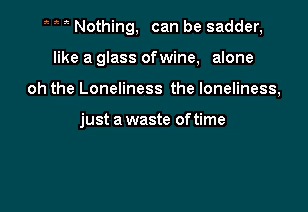 * * * Nothing, can be sadder,
like a glass of wine, alone
oh the Loneliness the loneliness,
just a waste of time